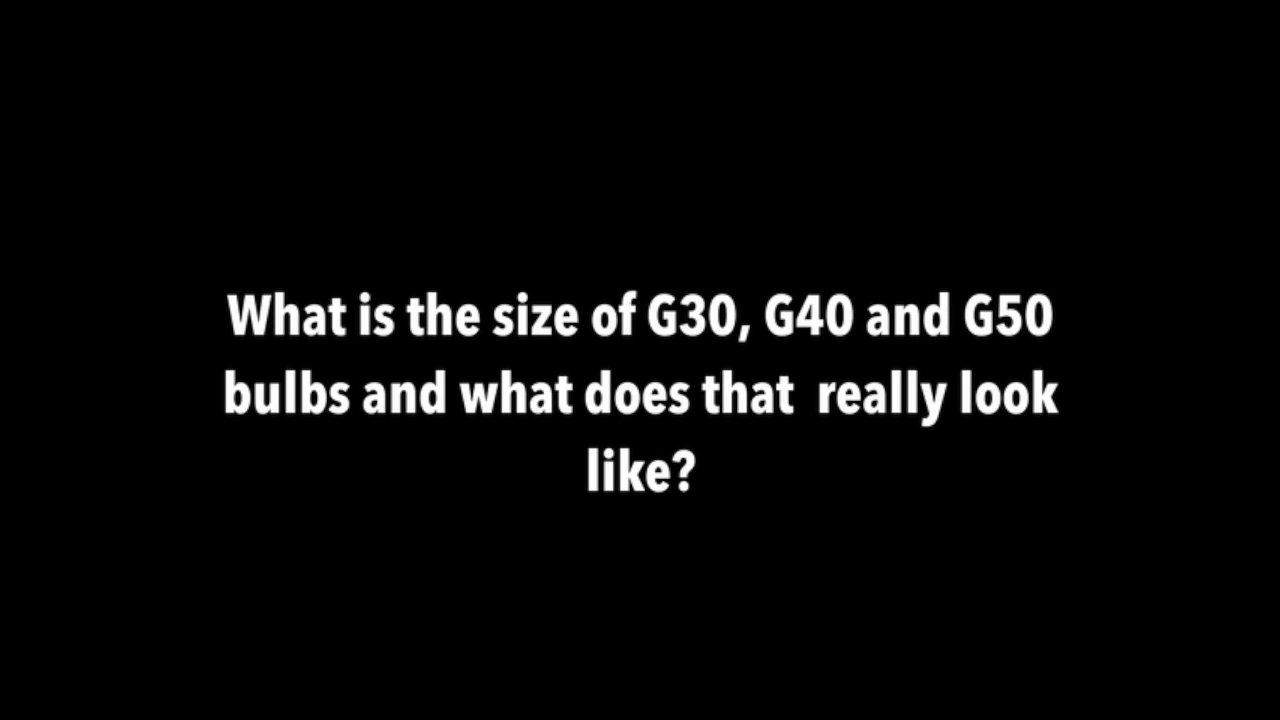 What is the size of G30, G40 and G50
bulbs and what does that  really look
like?